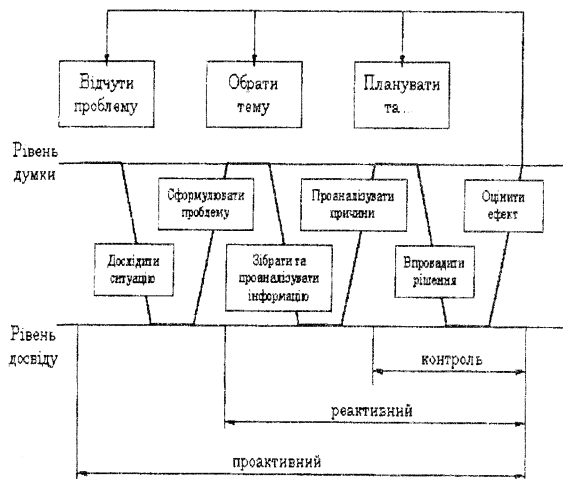 Відчути
проблему
Обрати
тему
Планувати
та...
Рівень
думки
Сформулювати
проблему
Проаналізувати
причини
Оцінити
ефект
Дослідити
ситуацію
Зібрати та
проаналізувати
інформацію
Впровадити
рішення
Рівень
досвіду
контроль
реактивний
проактивний